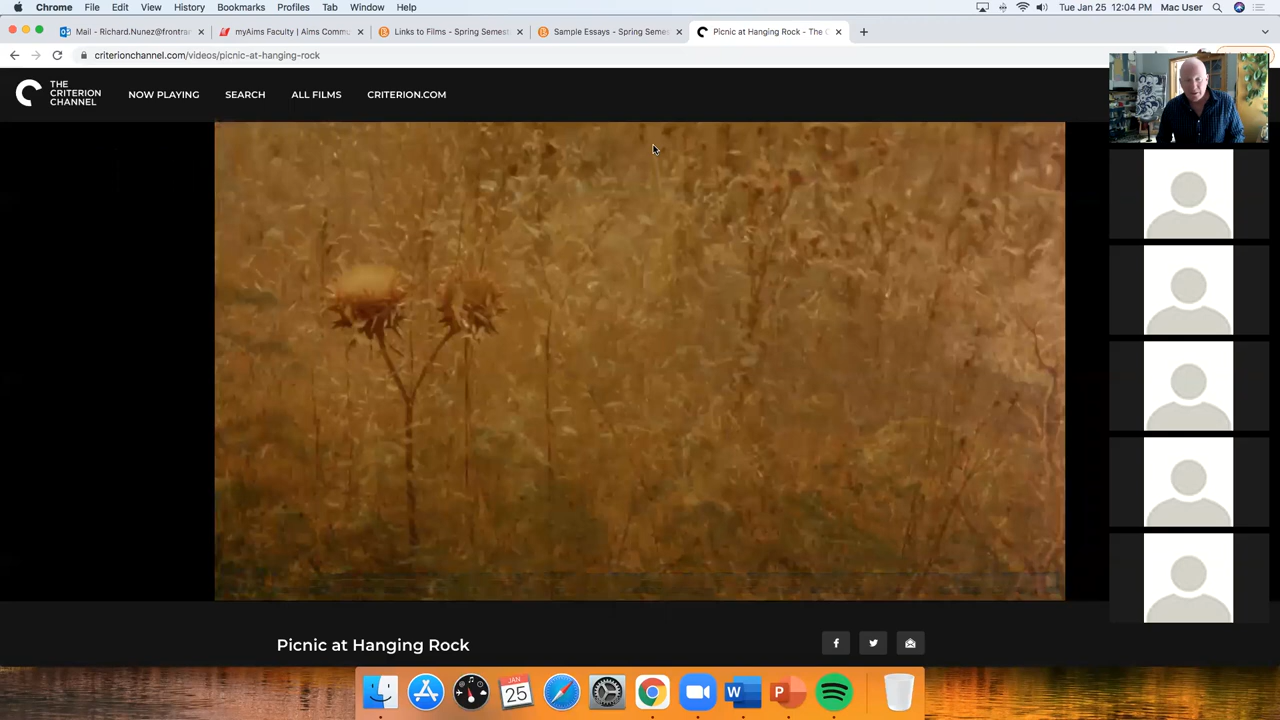 Chrome File Edit View History Bookmarks Profiles Tab Window Help Tue Jan 25 12:04 PM Mac User
Mail - Richard.Nunez@frontra myAims Faculty | Aims Commu Links to Films - Spring Semest Sample Essays - Spring Semes Picnic at Hanging Rock - The C
criterionchannel.com/videos/picnic-at-hanging-rock
THE
CRITERION
CHANNEL
NOW PLAYING SEARCH ALL FILMS CRITERION.COM
Picnic at Hanging Rock
JAN
25
W
P